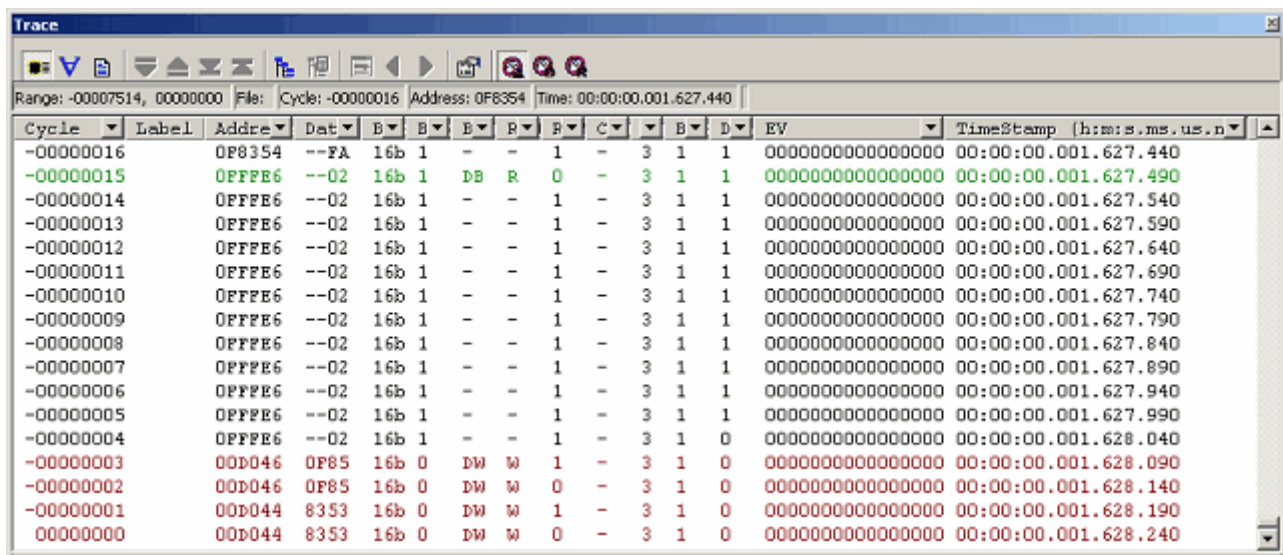 Trace
Range: -00007514, 00000000 File: Cycle: -00000016 Address: 0F8354 Time: 00:00:00.001.627.440
Cycle Label Addre Dat B B B R R C B D EV TimeStamp (h:m:s.ms.us.n
-00000016 0F8354 --FA 16b 1 - - 1 - 3 1 1 0000000000000000 00:00:00.001.627.440
-00000015 0FFFE6 --02 16b 1 DB R 0 - 3 1 1 0000000000000000 00:00:00.001.627.490
-00000014 0FFFE6 --02 16b 1 - - 1 - 3 1 1 0000000000000000 00:00:00.001.627.540
-00000013 0FFFE6 --02 16b 1 - - 1 - 3 1 1 0000000000000000 00:00:00.001.627.590
-00000012 0FFFE6 --02 16b 1 - - 1 - 3 1 1 0000000000000000 00:00:00.001.627.640
-00000011 0FFFE6 --02 16b 1 - - 1 - 3 1 1 0000000000000000 00:00:00.001.627.690
-00000010 0FFFE6 --02 16b 1 - - 1 - 3 1 1 0000000000000000 00:00:00.001.627.740
-00000009 0FFFE6 --02 16b 1 - - 1 - 3 1 1 0000000000000000 00:00:00.001.627.790
-00000008 0FFFE6 --02 16b 1 - - 1 - 3 1 1 0000000000000000 00:00:00.001.627.840
-00000007 0FFFE6 --02 16b 1 - - 1 - 3 1 1 0000000000000000 00:00:00.001.627.890
-00000006 0FFFE6 --02 16b 1 - - 1 - 3 1 1 0000000000000000 00:00:00.001.627.940
-00000005 0FFFE6 --02 16b 1 - - 1 - 3 1 1 0000000000000000 00:00:00.001.627.990
-00000004 0FFFE6 --02 16b 1 - - 1 - 3 1 0 0000000000000000 00:00:00.001.628.040
-00000003 00D046 0F85 16b 0 DW W 1 - 3 1 0 0000000000000000 00:00:00.001.628.090
-00000002 00D046 0F85 16b 0 DW W 0 - 3 1 0 0000000000000000 00:00:00.001.628.140
-00000001 00D044 8353 16b 0 DW W 1 - 3 1 0 0000000000000000 00:00:00.001.628.190
00000000 00D044 8353 16b 0 DW W 0 - 3 1 0 0000000000000000 00:00:00.001.628.240